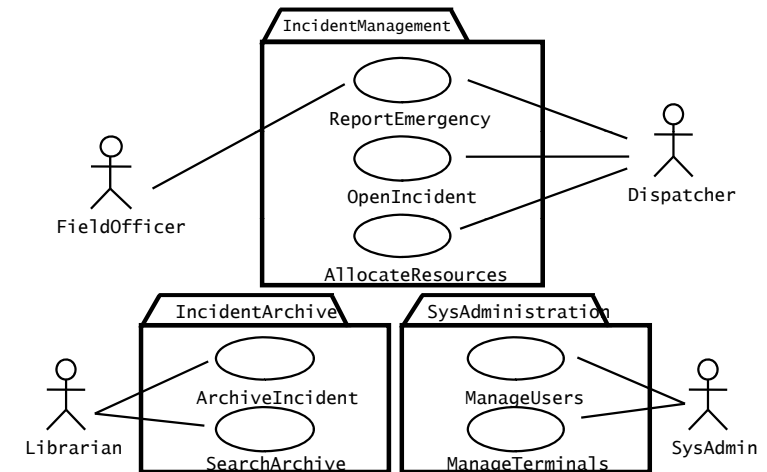 IncidentManagement
ReportEmergency
FieldOfficer
OpenIncident
Dispatcher
AllocateResources
IncidentArchive
SysAdministration
ArchiveIncident
ManageUsers
Librarian
SearchArchive
ManageTerminals
SysAdmin